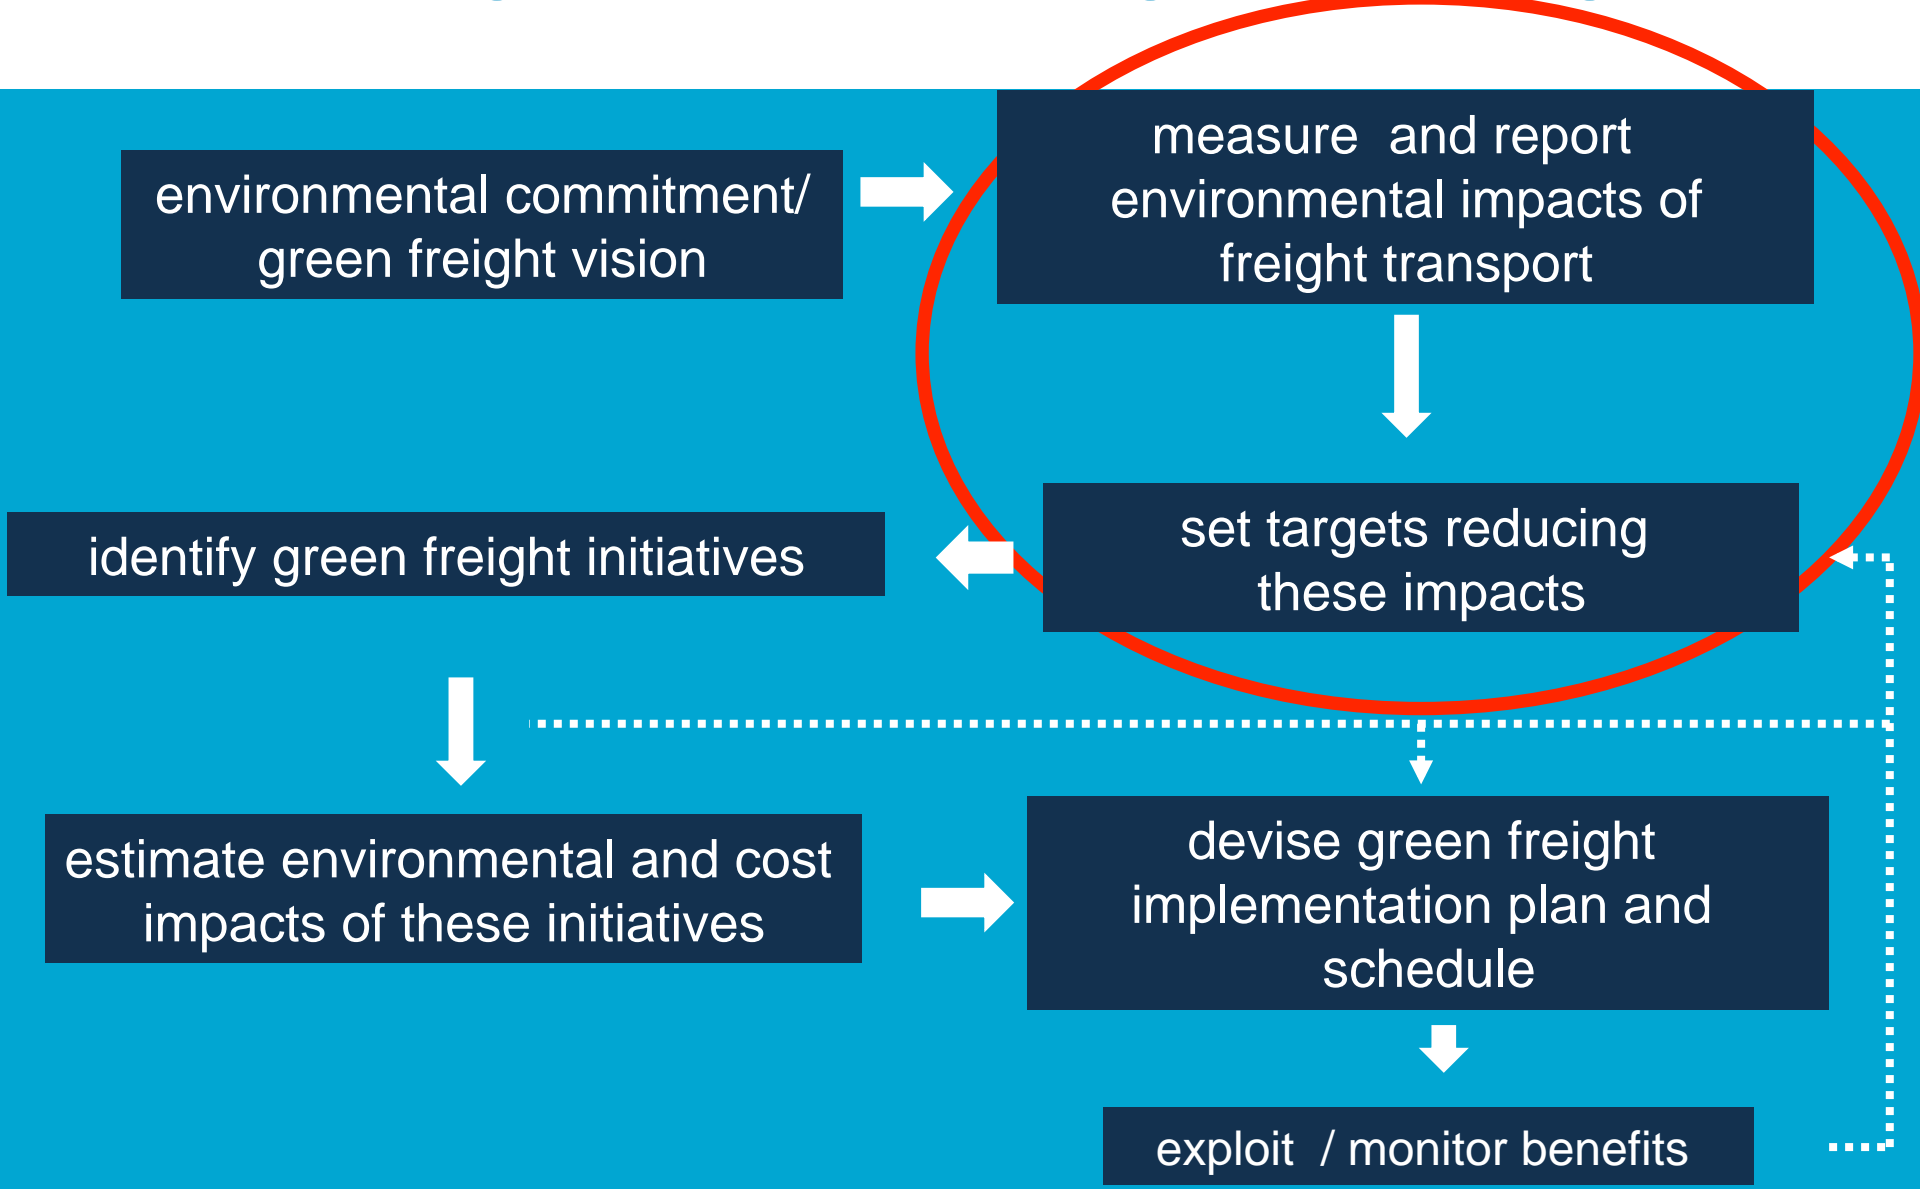 environmental commitment/
green freight vision
measure  and report
environmental impacts of
freight transport
set targets reducing
these impacts
identify green freight initiatives
estimate environmental and cost
impacts of these initiatives
devise green freight
implementation plan and
schedule
exploit  / monitor benefits